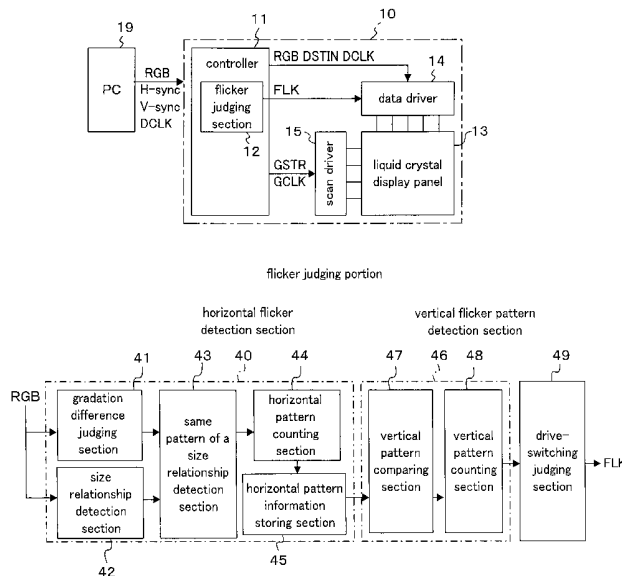 19
PC
RGB
H-sync
V-sync
DCLK
11
10
controller
RGB DSTIN DCLK
14
flicker
judging
section
12
FLK
data driver
15
13
scan driver
GSTR
GCLK
liquid crystal
display panel
flicker judging portion
horizontal flicker
detection section
vertical flicker pattern
detection section
41
43
40
44
47
46
48
49
RGB
gradation
difference
judging
section
size
relationship
detection
section
42
same
pattern of a
size
relationship
detection
section
horizontal
pattern
counting
section
horizontal pattern
information
storing section
45
vertical
pattern
comparing
section
vertical
pattern
counting
section
drive-
switching
judging
section
FLK